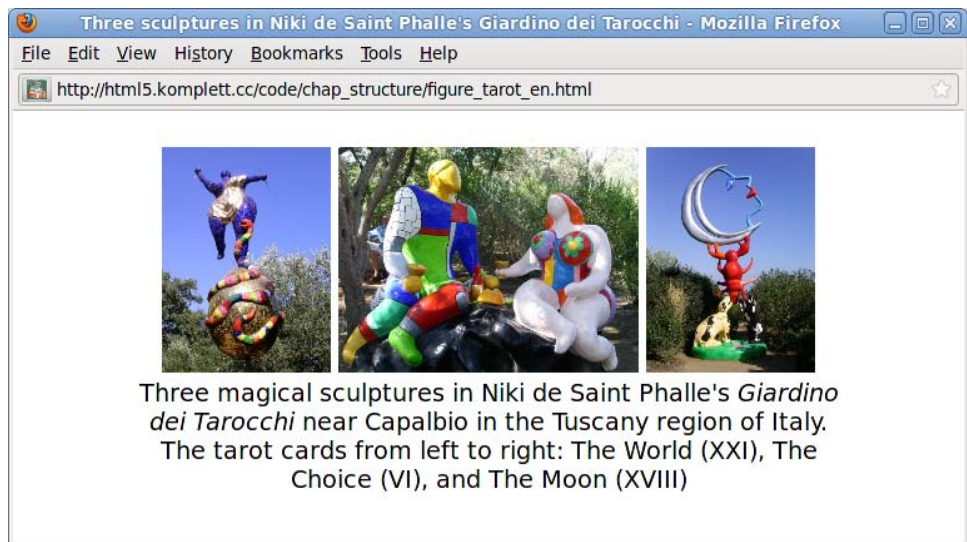 Three sculptures in Niki de Saint Phalle's Giardino dei Tarocchi - Mozilla Firefox
File Edit View History Bookmarks Tools Help
http://html5.komplett.cc/code/chap_structure/figure_tarot_en.html
Three magical sculptures in Niki de Saint Phalle's Giardino
dei Tarocchi near Capalbio in the Tuscany region of Italy.
The tarot cards from left to right: The World (XXI), The
Choice (VI), and The Moon (XVIII)